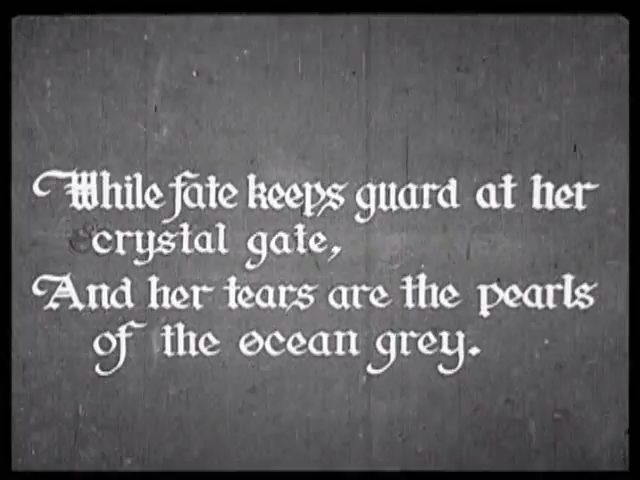 While fate keeps guard at her
crystal gate,
And her tears are the pearls
of the ocean grey.